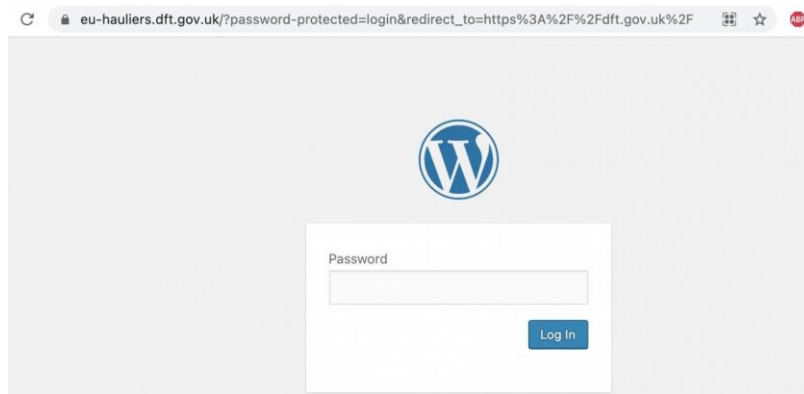 eu-hauliers.dft.gov.uk/?password-protected=login&redirect_to=https%3A%2F%2Fdft.gov.uk%2F
ABP
W
Password
Log In